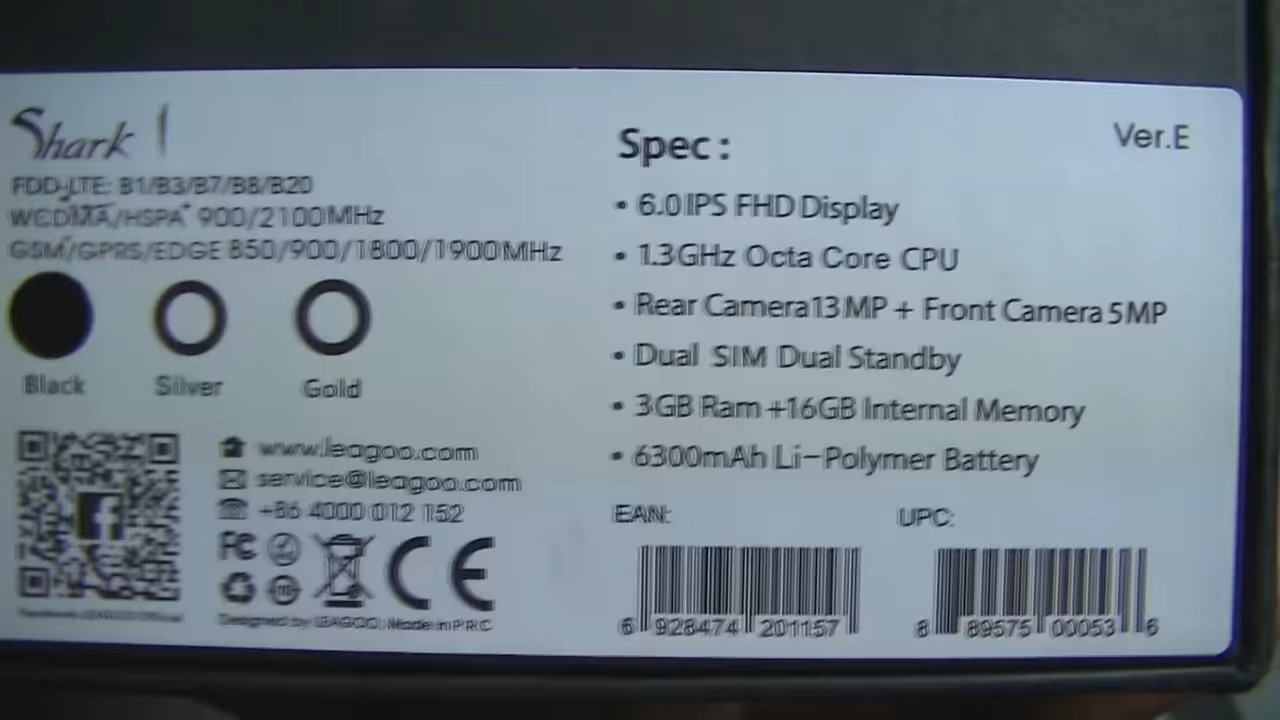 Shark 1
FDD-LTE: B1/B3/B7/B8/B20
WCDMA/HSPA+ 900/2100MHz
GSM/GPRS/EDGE 850/900/1800/1900MHz
Black Silver Gold
www.leagoo.com
service@leagoo.com
+86 4000 012 152
FC CE
Designed by LEAGOO, Made in P.R.C
Ver.E
Spec :
• 6.0 IPS FHD Display
• 1.3GHz Octa Core CPU
• Rear Camera 13 MP + Front Camera 5MP
• Dual SIM Dual Standby
• 3GB Ram +16GB Internal Memory
• 6300mAh Li-Polymer Battery
EAN:
6 928474 201157
UPC:
8 89575 00053 6